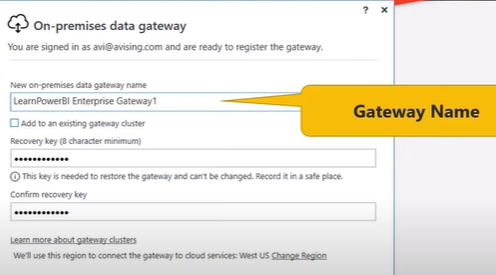 On-premises data gateway
You are signed in as avi@avising.com and are ready to register the gateway.
New on-premises data gateway name
LearnPowerBI Enterprise Gateway1
Gateway Name
Add to an existing gateway cluster
Recovery key (8 character minimum)
This key is needed to restore the gateway and can't be changed. Record it in a safe place.
Confirm recovery key
Learn more about gateway clusters
We'll use this region to connect the gateway to cloud services: West US Change Region